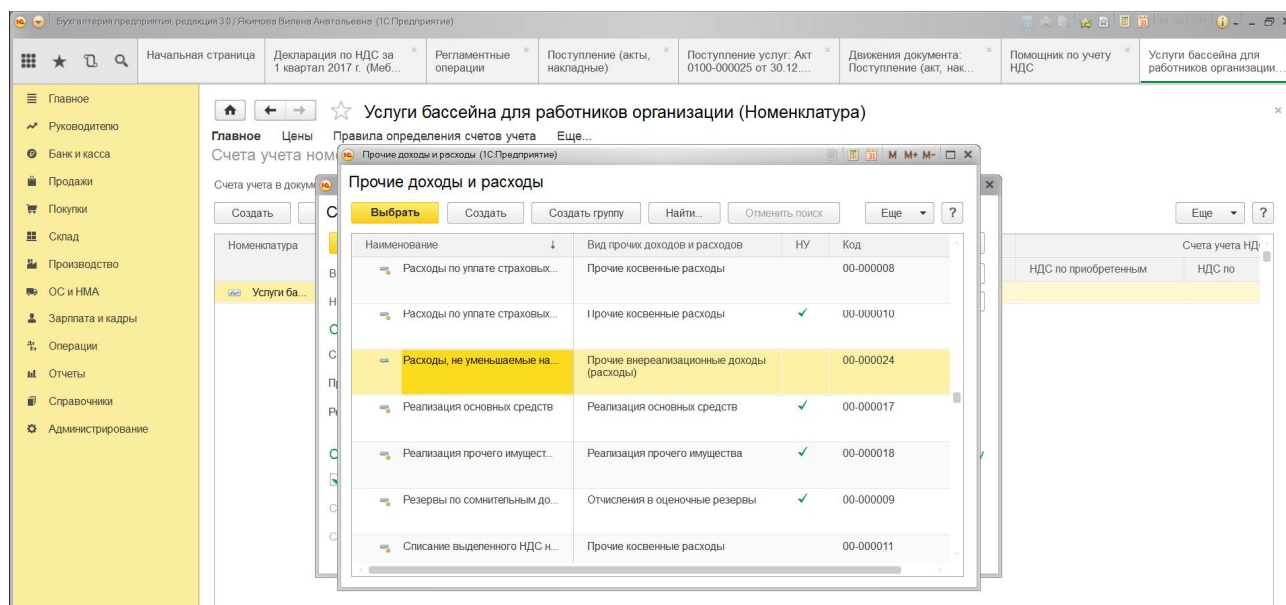 Бухгалтерия предприятия, редакция 3.0 / Якимова Вилена Анатольевна (1С:Предприятие)
Начальная страница
Декларация по НДС за
1 квартал 2017 г. (Меб...
Регламентные
операции
Поступление (акты,
накладные)
Поступление услуг: Акт
0100-000025 от 30.12....
Движения документа:
Поступление (акт, нак...
Помощник по учету
НДС
Услуги бассейна для
работников организации...
Главное
Руководителю
Банк и касса
Продажи
Покупки
Склад
Производство
ОС и НМА
Зарплата и кадры
Операции
Отчеты
Справочники
Администрирование
Услуги бассейна для работников организации (Номенклатура)
Главное Цены Правила определения счетов учета Еще...
Счета учета ном
Счета учета в докум
Создать
Еще ?
Номенклатура
Счета учета НД
НДС по приобретенным
НДС по
Услуги ба...
Прочие доходы и расходы (1С:Предприятие)
M M+ M-
Прочие доходы и расходы
Выбрать Создать Создать группу Найти... Отменить поиск Еще ?
Наименование ↓ Вид прочих доходов и расходов НУ Код
Расходы по уплате страховых... Прочие косвенные расходы 00-000008
Расходы по уплате страховых... Прочие косвенные расходы ✓ 00-000010
Расходы, не уменьшаемые на... Прочие внереализационные доходы 00-000024
(расходы)
Реализация основных средств Реализация основных средств ✓ 00-000017
Реализация прочего имущест... Реализация прочего имущества ✓ 00-000018
Резервы по сомнительным до... Отчисления в оценочные резервы ✓ 00-000009
Списание выделенного НДС н... Прочие косвенные расходы 00-000011